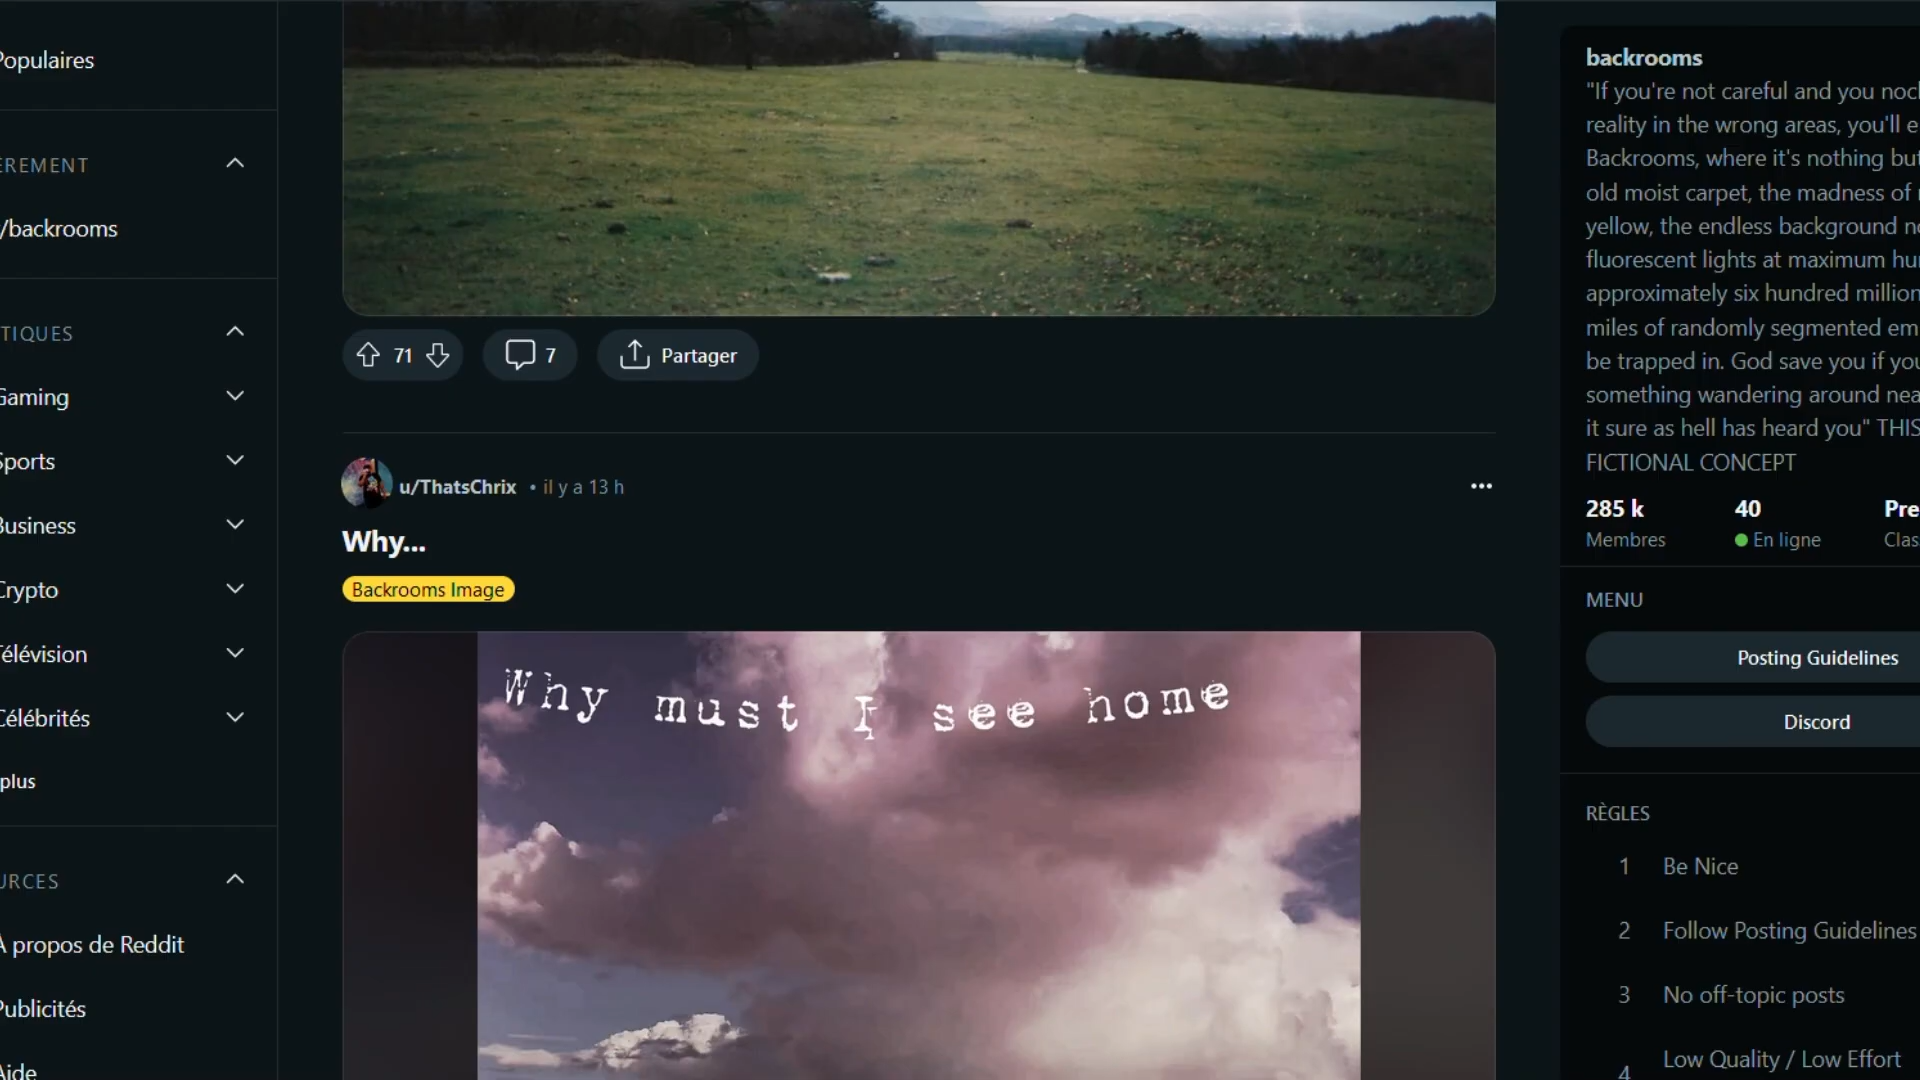 Populaires
EREMENT
/backrooms
TIQUES
Gaming
Sports
Business
Crypto
Télévision
Célébrités
plus
URCES
À propos de Reddit
Publicités
Aide
71
7
Partager
u/ThatsChrix • il y a 13 h
Why...
Backrooms Image
Why must I see home
backrooms
"If you're not careful and you nocl
reality in the wrong areas, you'll e
Backrooms, where it's nothing but
old moist carpet, the madness of
yellow, the endless background no
fluorescent lights at maximum hu
approximately six hundred million
miles of randomly segmented em
be trapped in. God save you if you
something wandering around nea
it sure as hell has heard you" THIS
FICTIONAL CONCEPT
285 k
Membres
40
En ligne
Pre
Clas
MENU
Posting Guidelines
Discord
RÈGLES
1 Be Nice
2 Follow Posting Guidelines
3 No off-topic posts
4 Low Quality / Low Effort